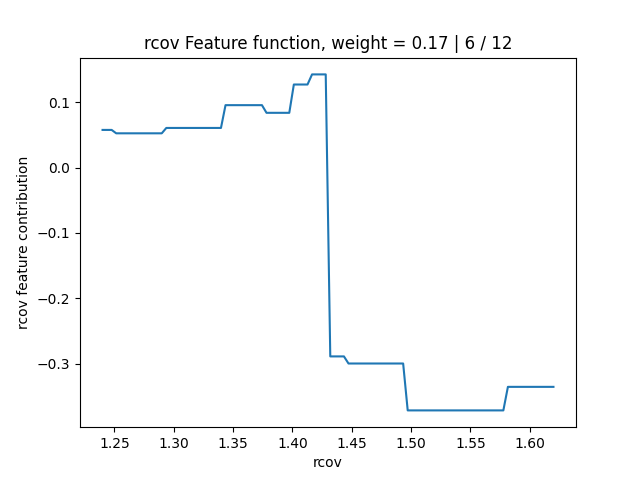 rcov Feature function, weight = 0.17 | 6 / 12
rcov feature contribution
0.1
0.0
−0.1
−0.2
−0.3
1.25 1.30 1.35 1.40 1.45 1.50 1.55 1.60
rcov